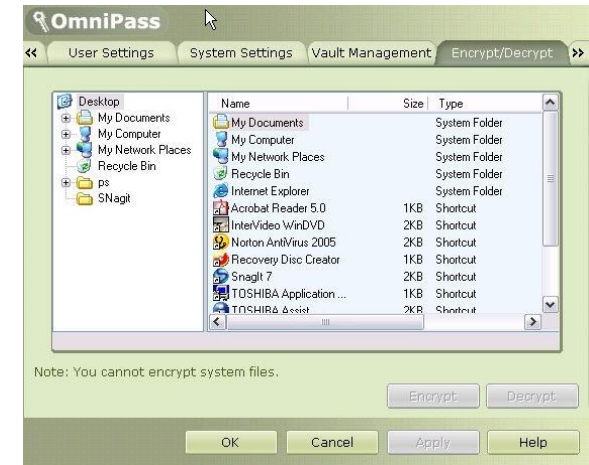 OmniPass
User Settings System Settings Vault Management Encrypt/Decrypt
Desktop
My Documents
My Computer
My Network Places
Recycle Bin
ps
SNagit
Name Size Type
My Documents System Folder
My Computer System Folder
My Network Places System Folder
Recycle Bin System Folder
Internet Explorer System Folder
Acrobat Reader 5.0 1KB Shortcut
InterVideo WinDVD 2KB Shortcut
Norton AntiVirus 2005 2KB Shortcut
Recovery Disc Creator 1KB Shortcut
SnagIt 7 2KB Shortcut
TOSHIBA Application ... 1KB Shortcut
TOSHIBA Assist 2KB Shortcut
Note: You cannot encrypt system files.
Encrypt Decrypt
OK Cancel Apply Help